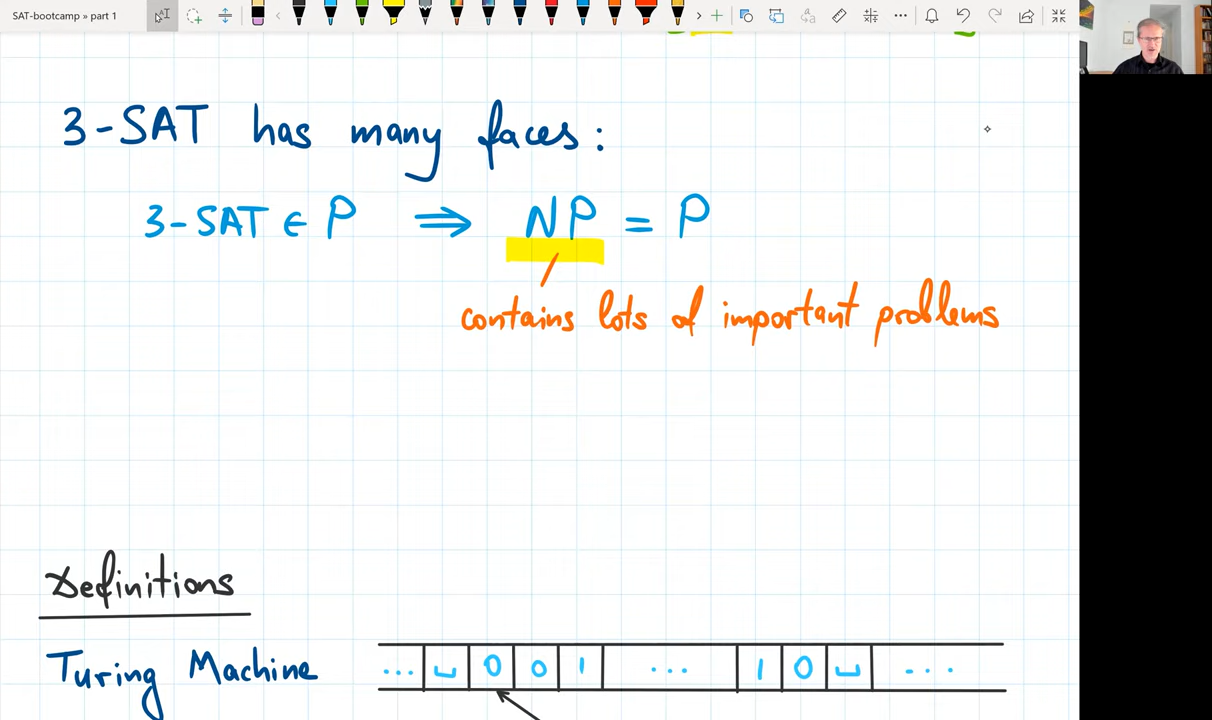 SAT-bootcamp » part 1
3-SAT has many faces:
3-SAT ∈ P ⇒ NP = P
contains lots of important problems
Definitions
Turing Machine
... ␣ 0 0 1 ... 1 0 ␣ ...